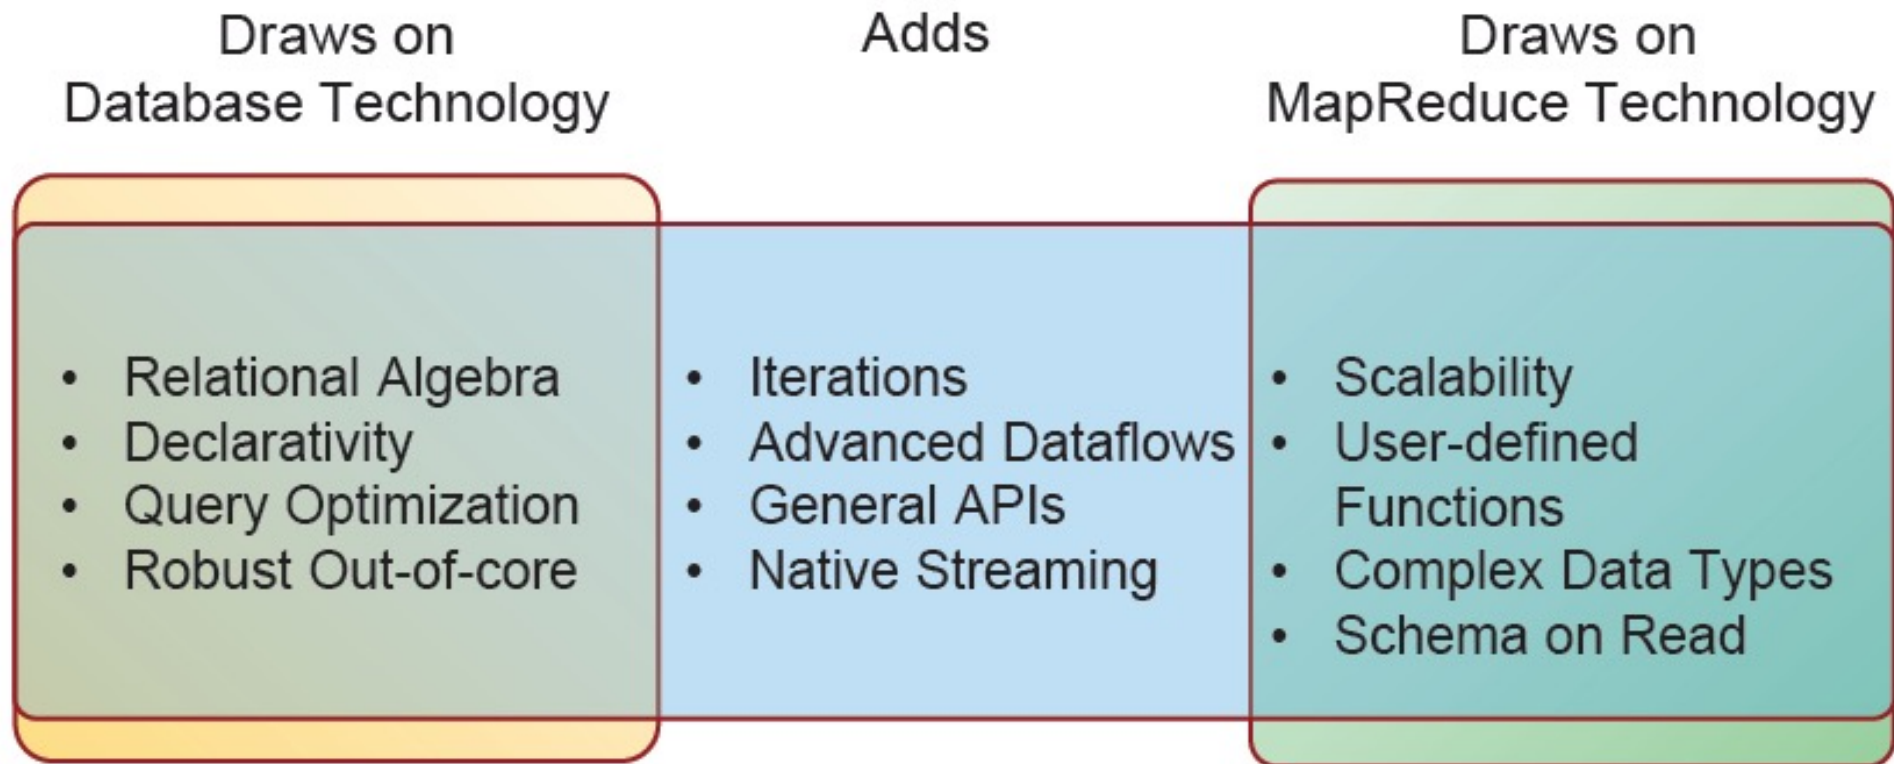 Draws on
Database Technology
Adds
Draws on
MapReduce Technology
• Relational Algebra
• Declarativity
• Query Optimization
• Robust Out-of-core
• Iterations
• Advanced Dataflows
• General APIs
• Native Streaming
• Scalability
• User-defined
Functions
• Complex Data Types
• Schema on Read